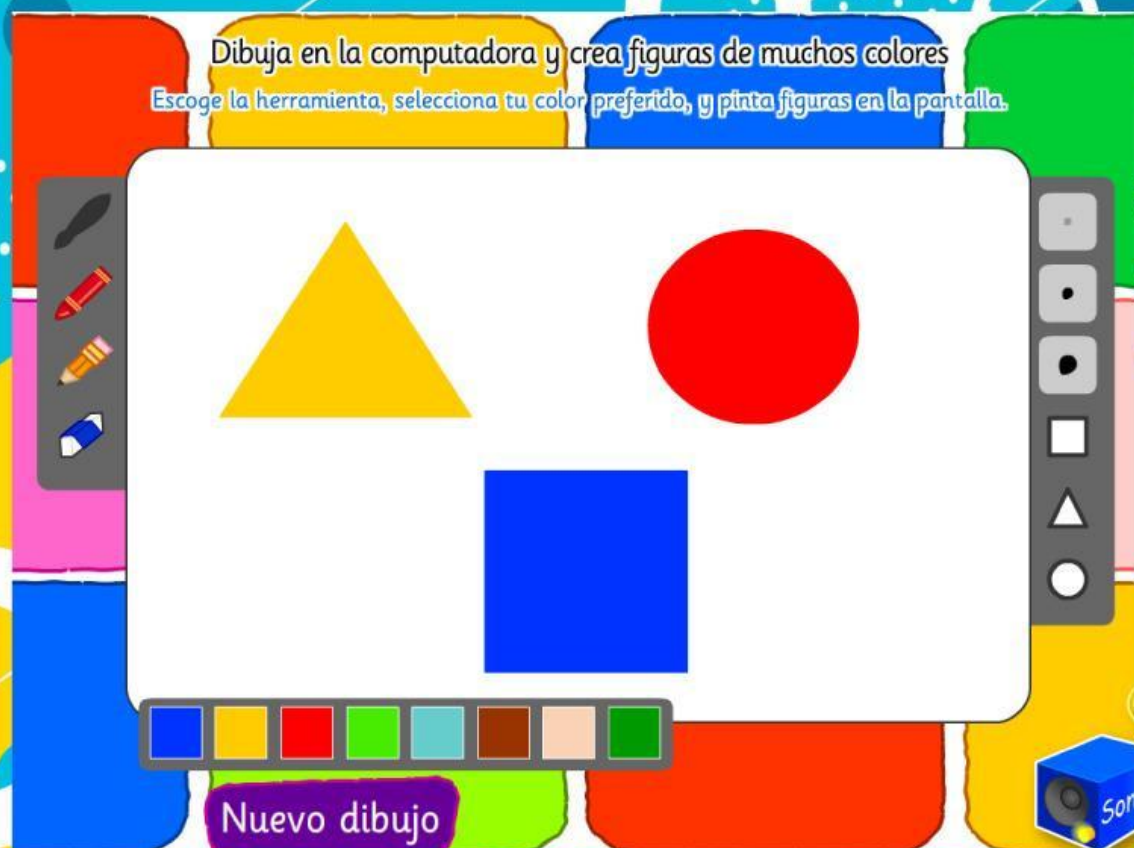 Dibuja en la computadora y crea figuras de muchos colores
Escoge la herramienta, selecciona tu color preferido, y pinta figuras en la pantalla.
Nuevo dibujo